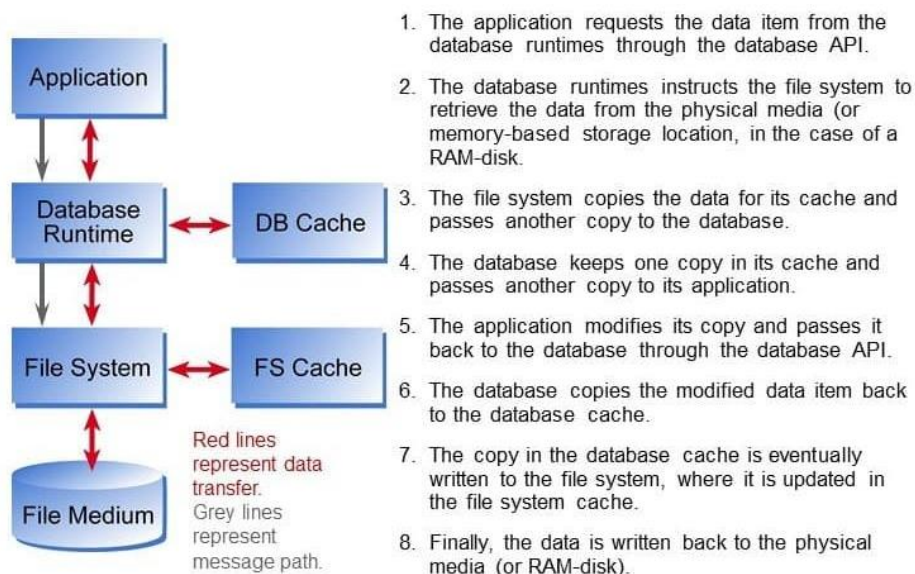 Application
Database
Runtime
DB Cache
File System
FS Cache
File Medium
Red lines
represent data
transfer.
Grey lines
represent
message path.
1. The application requests the data item from the
database runtimes through the database API.
2. The database runtimes instructs the file system to
retrieve the data from the physical media (or
memory-based storage location, in the case of a
RAM-disk.
3. The file system copies the data for its cache and
passes another copy to the database.
4. The database keeps one copy in its cache and
passes another copy to its application.
5. The application modifies its copy and passes it
back to the database through the database API.
6. The database copies the modified data item back
to the database cache.
7. The copy in the database cache is eventually
written to the file system, where it is updated in
the file system cache.
8. Finally, the data is written back to the physical
media (or RAM-disk).